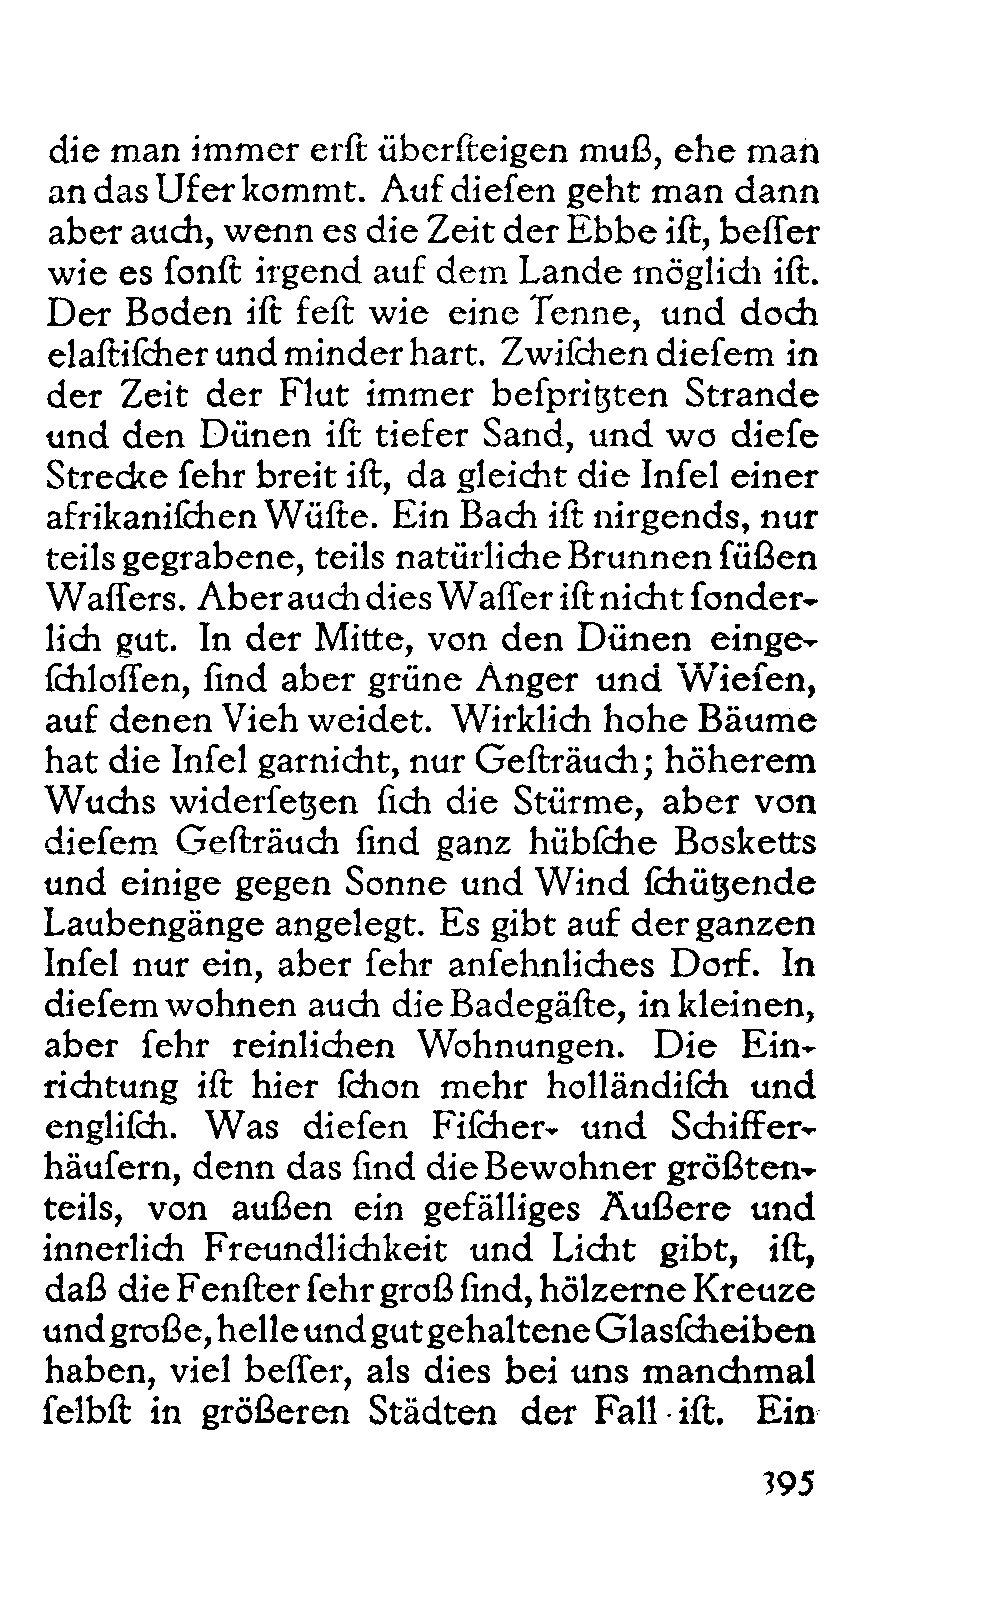 die man immer erſt überſteigen muß, ehe man
an das Ufer kommt. Auf dieſen geht man dann
aber auch, wenn es die Zeit der Ebbe iſt, beſſer
wie es ſonſt irgend auf dem Lande möglich iſt.
Der Boden iſt feſt wie eine Tenne, und doch
elaſtiſcher und minder hart. Zwiſchen dieſem in
der Zeit der Flut immer beſpritzten Strande
und den Dünen iſt tiefer Sand, und wo dieſe
Strecke ſehr breit iſt, da gleicht die Inſel einer
afrikaniſchen Wüſte. Ein Bach iſt nirgends, nur
teils gegrabene, teils natürliche Brunnen ſüßen
Waſſers. Aber auch dies Waſſer iſt nicht ſonder-
lich gut. In der Mitte, von den Dünen einge-
ſchloſſen, ſind aber grüne Anger und Wieſen,
auf denen Vieh weidet. Wirklich hohe Bäume
hat die Inſel garnicht, nur Geſträuch; höherem
Wuchs widerſetzen ſich die Stürme, aber von
dieſem Geſträuch ſind ganz hübſche Bosketts
und einige gegen Sonne und Wind ſchützende
Laubengänge angelegt. Es gibt auf der ganzen
Inſel nur ein, aber ſehr anſehnliches Dorf. In
dieſem wohnen auch die Badegäſte, in kleinen,
aber ſehr reinlichen Wohnungen. Die Ein-
richtung iſt hier ſchon mehr holländiſch und
engliſch. Was dieſen Fiſcher- und Schiffer-
häuſern, denn das ſind die Bewohner größten-
teils, von außen ein gefälliges Äußere und
innerlich Freundlichkeit und Licht gibt, iſt,
daß die Fenſter ſehr groß ſind, hölzerne Kreuze
und große, helle und gut gehaltene Glasſcheiben
haben, viel beſſer, als dies bei uns manchmal
ſelbſt in größeren Städten der Fall iſt. Ein
395